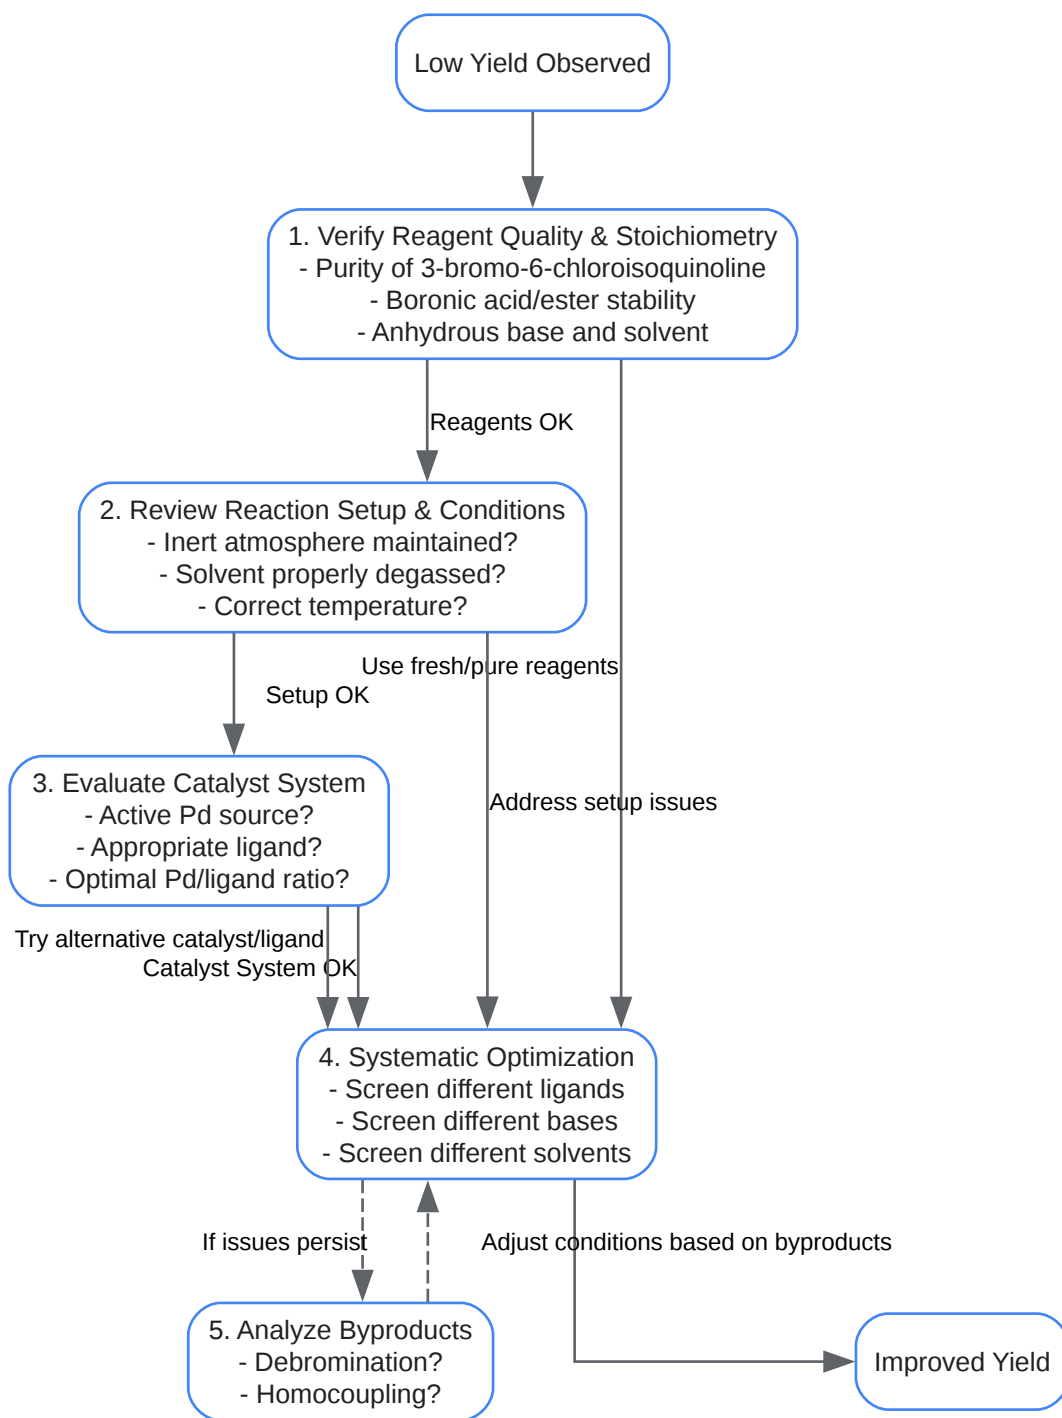 Low Yield Observed
1. Verify Reagent Quality & Stoichiometry
- Purity of 3-bromo-6-chloroisoquinoline
- Boronic acid/ester stability
- Anhydrous base and solvent
Reagents OK
2. Review Reaction Setup & Conditions
- Inert atmosphere maintained?
- Solvent properly degassed?
- Correct temperature?
Use fresh/pure reagents
Setup OK
3. Evaluate Catalyst System
- Active Pd source?
- Appropriate ligand?
- Optimal Pd/ligand ratio?
Address setup issues
Try alternative catalyst/ligand
Catalyst System OK
4. Systematic Optimization
- Screen different ligands
- Screen different bases
- Screen different solvents
If issues persist
Adjust conditions based on byproducts
5. Analyze Byproducts
- Debromination?
- Homocoupling?
Improved Yield